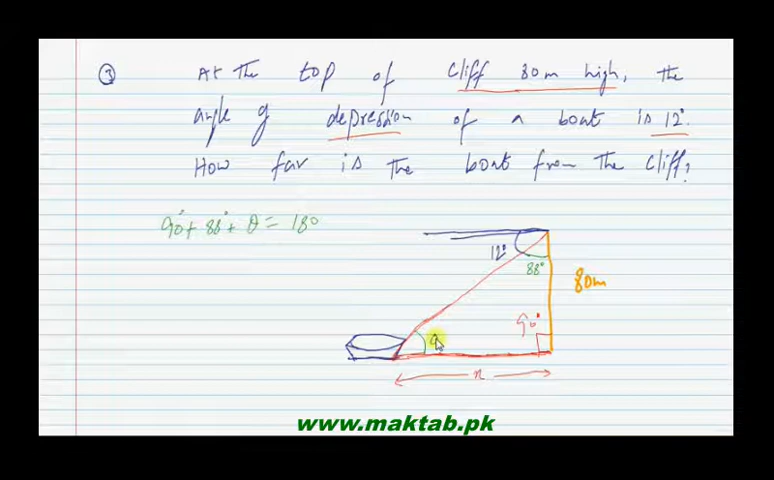 ③ At the top of cliff 80m high, the
angle of depression of a boat is 12°.
How far is the boat from the cliff?
90° + 88° + θ = 180
12°
88°
80m
90°
θ
x
www.maktab.pk